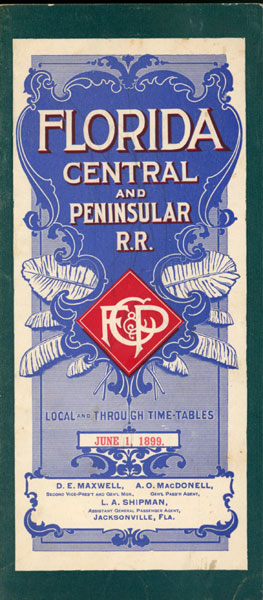 FLORIDA
CENTRAL
AND
PENINSULAR
R.R.
FC&P
LOCAL AND THROUGH TIME-TABLES
JUNE 1, 1899.
D. E. MAXWELL, A. O. MACDONELL,
SECOND VICE-PRES'T AND GEN'L MGR., GEN'L PASS'R AGENT,
L. A. SHIPMAN,
ASSISTANT GENERAL PASSENGER AGENT,
JACKSONVILLE, FLA.